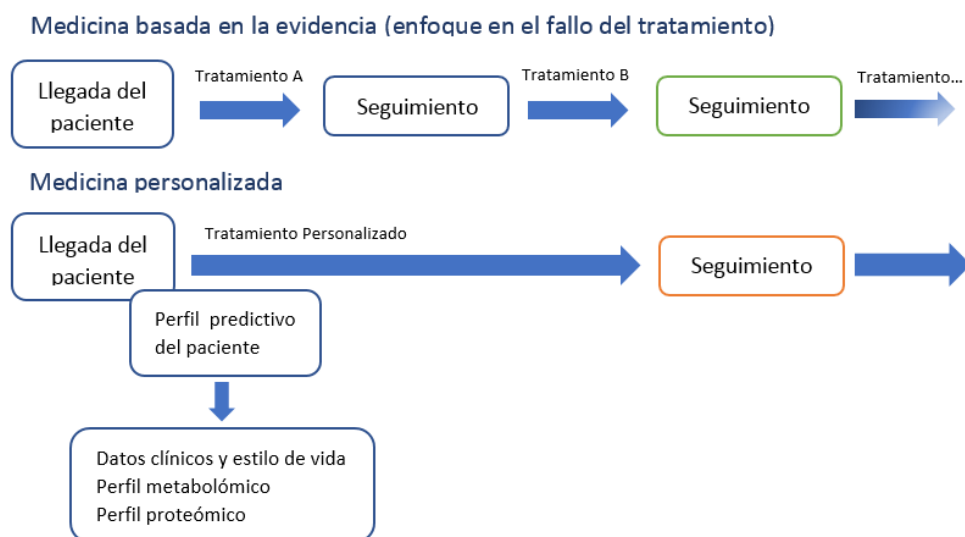 Medicina basada en la evidencia (enfoque en el fallo del tratamiento)
Llegada del
paciente
Tratamiento A
Seguimiento
Tratamiento B
Seguimiento
Tratamiento...
Medicina personalizada
Llegada del
paciente
Tratamiento Personalizado
Seguimiento
Perfil predictivo
del paciente
Datos clínicos y estilo de vida
Perfil metabolómico
Perfil proteómico